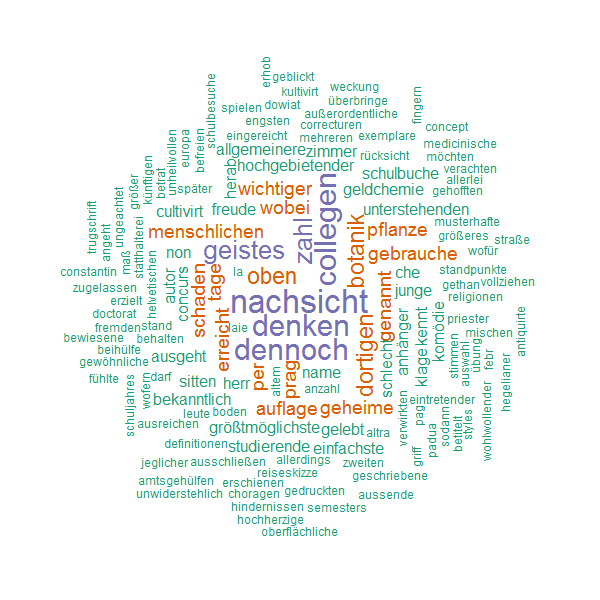 erhob
geblickt
kultivirt
weckung
schulbesuche
spielen
dowiat
überbringe
fingern
engsten
außerordentliche
europa
befreien
eingereicht
correcturen
concept
unheilvollen
mehreren
exemplare
allgemeinere
zimmer
rücksicht
medicinische
möchten
betrat
herab
hochgebietender
schulbuche
verachten
allerlei
künftigen
später
wichtiger
collegen
geldchemie
gehofften
größer
cultivirt
freude
wobei
zahl
botanik
unterstehenden
ungeachtet
musterhafte
trugschrift
menschlichen
pflanze
größeres
straße
angeht
maß
statthalterei
non
geistes
gebrauche
wofür
constantin
helvetischen
autor
concurs
schaden
tage
la
oben
genannt
che
standpunkte
zugelassen
junge
gethan
vollziehen
erzielt
nachsicht
religionen
doctorat
fremden
stand
erreicht
laie
denken
dortigen
anhänger
kennt
komödie
priester
bewiesene
behalten
dennoch
mischen
antiquirte
beihülfe
ausgeht
schlecht
klage
stimmen
auswahl
übung
febr
gewöhnliche
per
prag
name
fühlte
wofern
darf
sitten
herr
altem
anzahl
hegelianer
schuljahres
bekanntlich
auflage
geheime
verwirkten
pag
eintretender
leute
boden
sodann
betitelt
styles
wohlwollender
ausreichen
größtmöglichste
gelebt
altra
padua
definitionen
studierende
einfachste
griff
jeglicher
ausschließen
allerdings
zweiten
reiseskizze
geschriebene
amtsgehülfen
erschienen
unwiderstehlich
choragen
gedruckten
aussende
hindernissen
semesters
hochherzige
oberflächliche